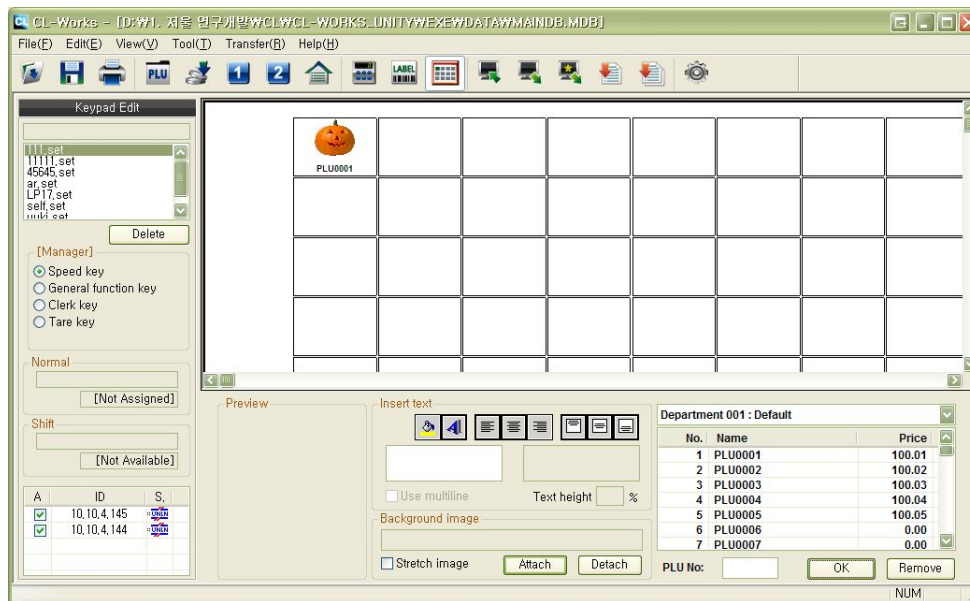 CL-Works - [D:₩1. 저울 연구개발₩CL₩CL-WORKS_UNITY₩EXE₩DATA₩MAINDB.MDB]
File(F) Edit(E) View(V) Tool(T) Transfer(R) Help(H)
PLU 1 2 LABEL
Keypad Edit
111.set
11111.set
45645.set
ar.set
LP17.set
self.set
Delete
[Manager]
Speed key
General function key
Clerk key
Tare key
Normal
[Not Assigned]
Shift
[Not Available]
A ID S.
10.10.4.145
10.10.4.144
PLU0001
Preview
Insert text
Use multiline Text height %
Background image
Stretch image Attach Detach
Department 001 : Default
No. Name Price
1 PLU0001 100.01
2 PLU0002 100.02
3 PLU0003 100.03
4 PLU0004 100.04
5 PLU0005 100.05
6 PLU0006 0.00
7 PLU0007 0.00
PLU No: OK Remove
NUM